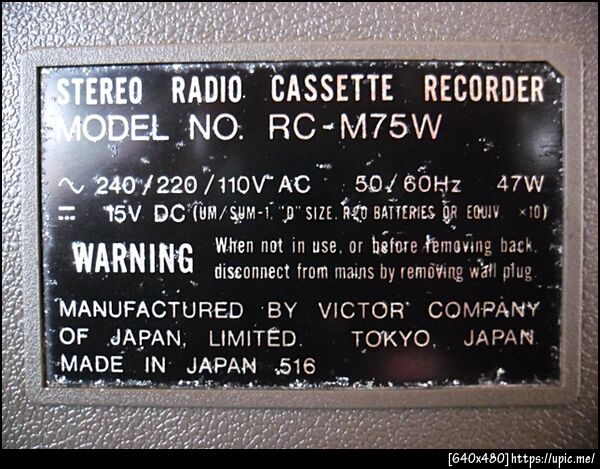 STEREO RADIO CASSETTE RECORDER
MODEL NO. RC-M75W
∼ 240/220/110V AC 50/60Hz 47W
⎓ 15V DC (UM/SUM-1, "D" SIZE, R20 BATTERIES OR EQUIV ×10)
WARNING When not in use, or before removing back,
disconnect from mains by removing wall plug.
MANUFACTURED BY VICTOR COMPANY
OF JAPAN, LIMITED. TOKYO, JAPAN.
MADE IN JAPAN 516
[640x480]https://upic.me/